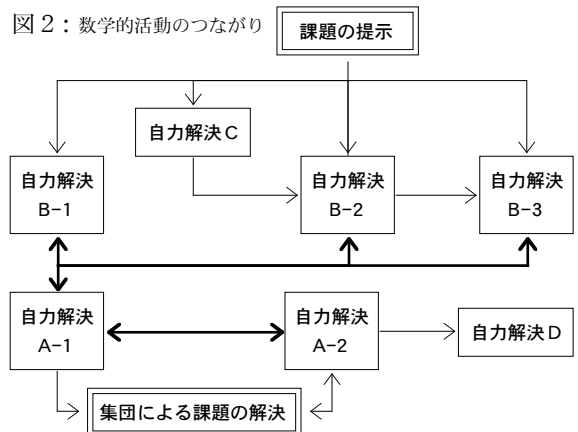 図2：数学的活動のつながり
課題の提示
自力解決C
自力解決
B-1
自力解決
B-2
自力解決
B-3
自力解決
A-1
自力解決
A-2
自力解決D
集団による課題の解決